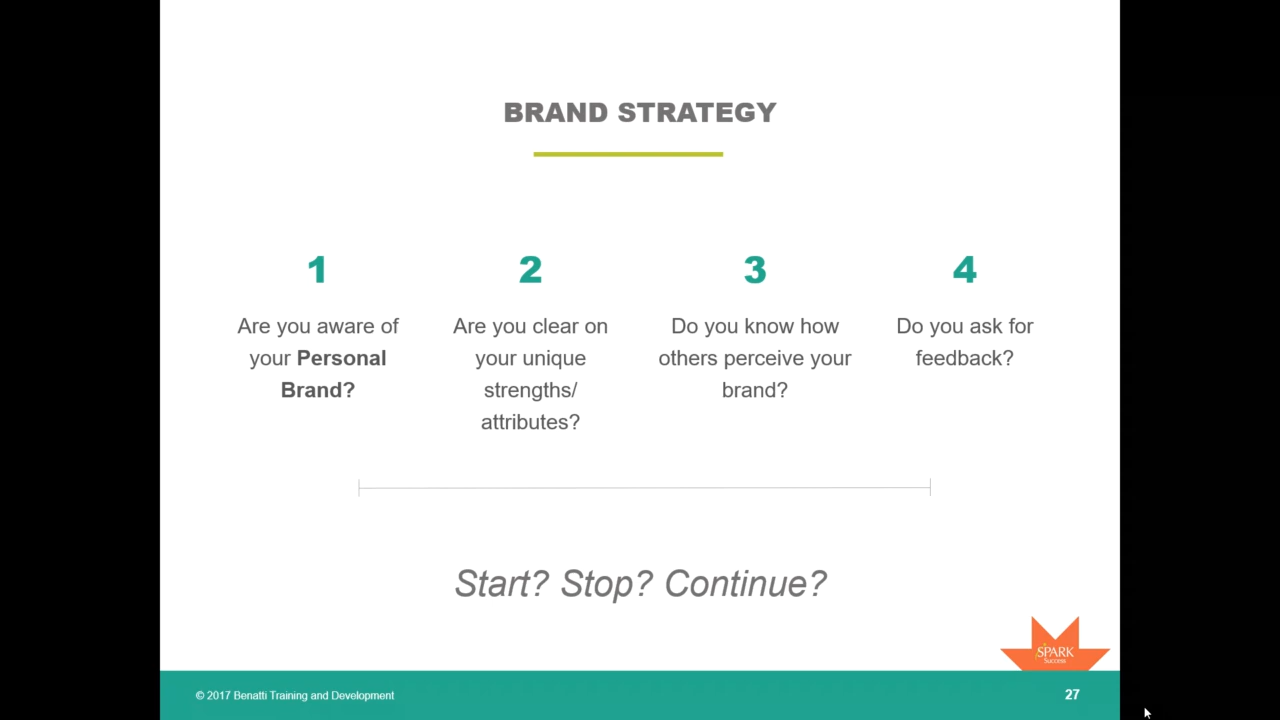 BRAND STRATEGY
1
Are you aware of
your Personal
Brand?
2
Are you clear on
your unique
strengths/
attributes?
3
Do you know how
others perceive your
brand?
4
Do you ask for
feedback?
Start? Stop? Continue?
SPARK
Success
© 2017 Benatti Training and Development
27